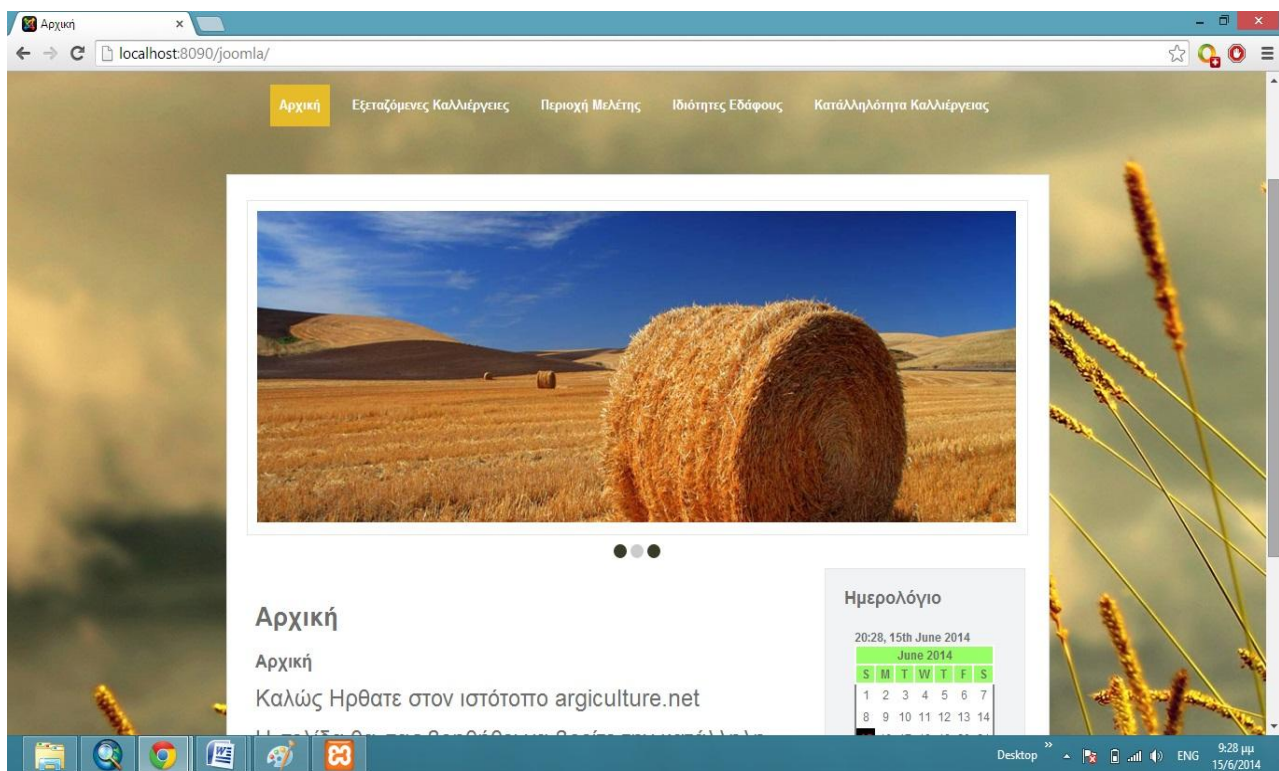 Αρχική
localhost:8090/joomla/
Αρχική Εξεταζόμενες Καλλιέργειες Περιοχή Μελέτης Ιδιότητες Εδάφους Κατάλληλότητα Καλλιέργειας
Αρχική
Αρχική
Καλώς Ηρθατε στον ιστότοπο argiculture.net
Ημερολόγιο
20:28, 15th June 2014
June 2014
S M T W T F S
1 2 3 4 5 6 7
8 9 10 11 12 13 14
Desktop
ENG
9:28 μμ
15/6/2014